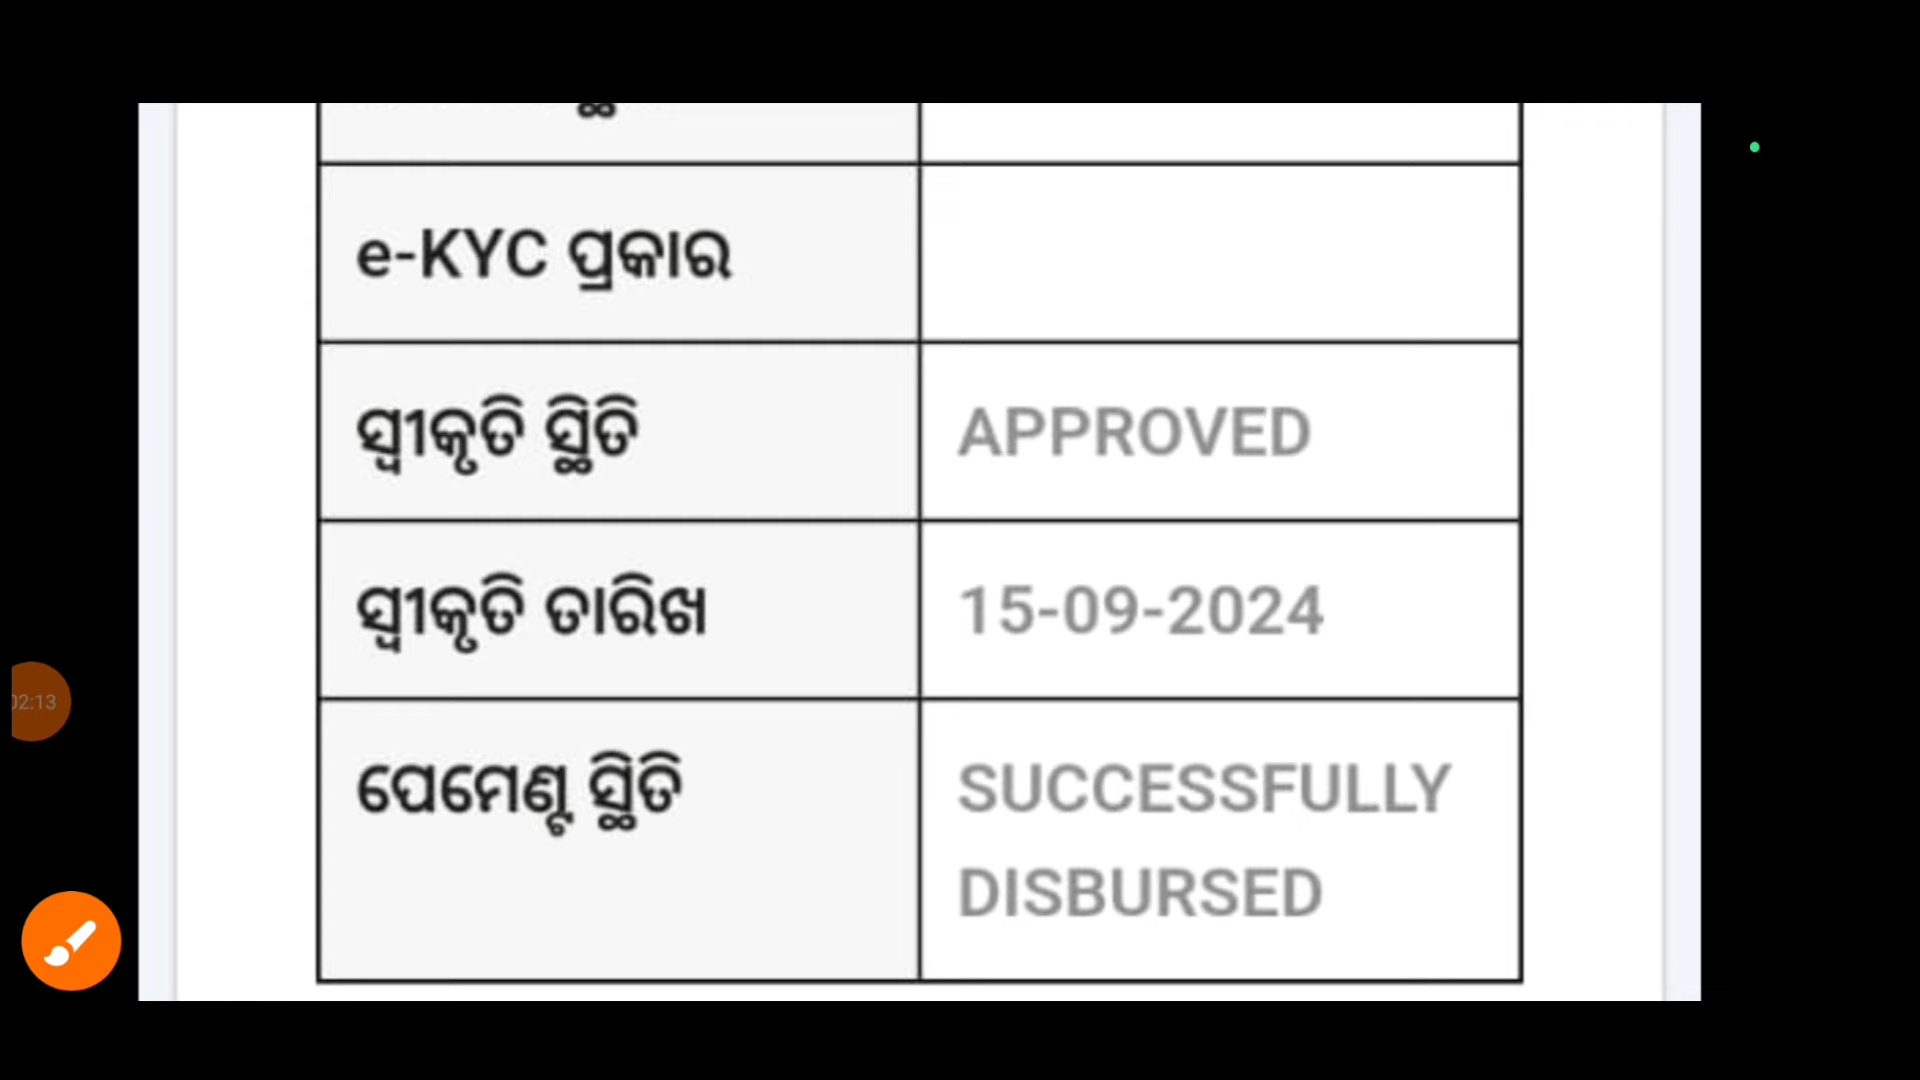 e-KYC ପ୍ରକାର
ସ୍ୱୀକୃତି ସ୍ଥିତି APPROVED
ସ୍ୱୀକୃତି ତାରିଖ 15-09-2024
ପେମେଣ୍ଟ ସ୍ଥିତି SUCCESSFULLY
DISBURSED
02:13